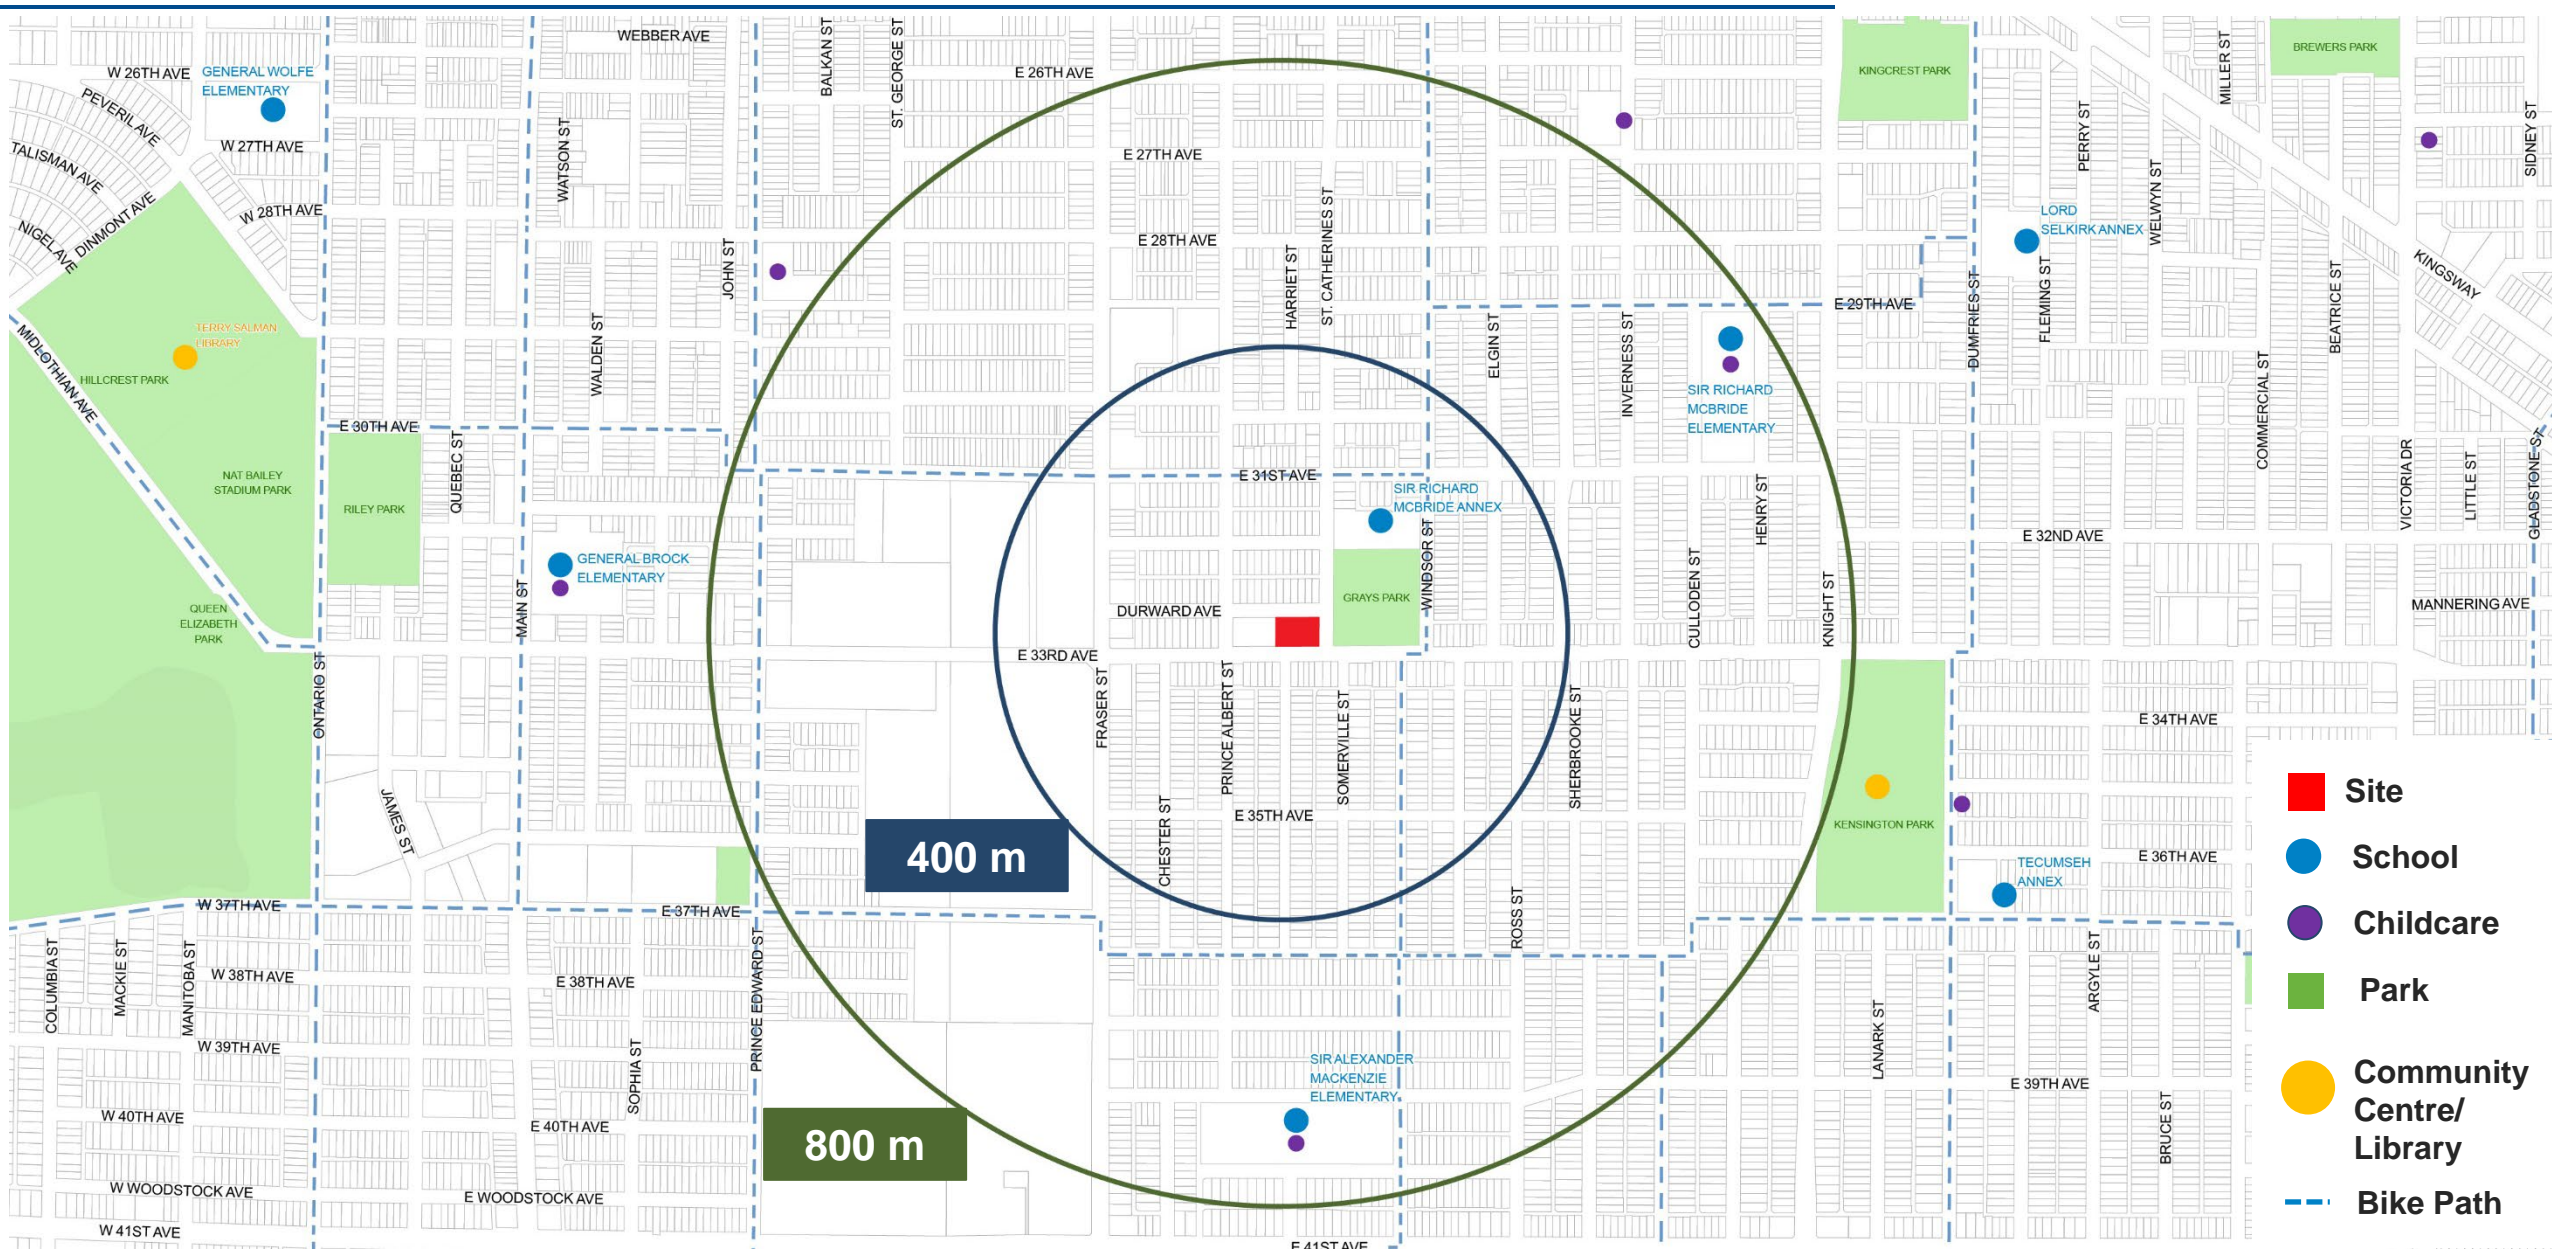 WEBBER AVE
BALKAN ST
ST. GEORGE ST
W 26TH AVE
GENERAL WOLFE
ELEMENTARY
E 26TH AVE
KINGCREST PARK
MILLER ST
BREWERS PARK
PEVERIL AVE
W 27TH AVE
WATSON ST
E 27TH AVE
PERRY ST
SIDNEY ST
TALISMAN AVE
WELWYN ST
DINMONT AVE
W 28TH AVE
NIGEL AVE
JOHN ST
E 28TH AVE
HARRIET ST
ST. CATHERINES ST
LORD
SELKIRK ANNEX
KINGSWAY
E 29TH AVE
DUMFRIES ST
FLEMING ST
BEATRICE ST
TERRY SALMAN
LIBRARY
MIDLOTHIAN AVE
HILLCREST PARK
WALDEN ST
ELGIN ST
INVERNESS ST
SIR RICHARD
MCBRIDE
ELEMENTARY
COMMERCIAL ST
E 30TH AVE
QUEBEC ST
NAT BAILEY
STADIUM PARK
RILEY PARK
E 31ST AVE
SIR RICHARD
MCBRIDE ANNEX
HENRY ST
VICTORIA DR
LITTLE ST
GLADSTONE ST
E 32ND AVE
GENERAL BROCK
ELEMENTARY
MAIN ST
WINDSOR ST
CULLODEN ST
KNIGHT ST
GRAYS PARK
DURWARD AVE
MANNERING AVE
QUEEN
ELIZABETH
PARK
E 33RD AVE
ONTARIO ST
FRASER ST
PRINCE ALBERT ST
SOMERVILLE ST
SHERBROOKE ST
E 34TH AVE
JAMES ST
CHESTER ST
E 35TH AVE
KENSINGTON PARK
400 m
TECUMSEH
ANNEX
E 36TH AVE
W 37TH AVE
E 37TH AVE
ROSS ST
COLUMBIA ST
MACKIE ST
MANITOBA ST
W 38TH AVE
E 38TH AVE
PRINCE EDWARD ST
ARGYLE ST
LANARK ST
W 39TH AVE
SOPHIA ST
SIR ALEXANDER
MACKENZIE
ELEMENTARY
E 39TH AVE
W 40TH AVE
E 40TH AVE
800 m
BRUCE ST
W WOODSTOCK AVE
E WOODSTOCK AVE
W 41ST AVE
E 41ST AVE
Site
School
Childcare
Park
Community
Centre/
Library
Bike Path